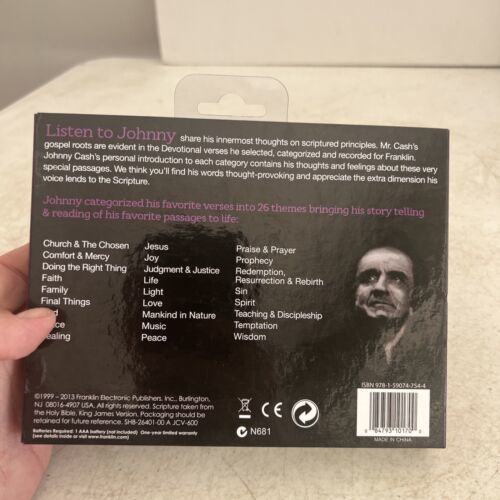 Listen to Johnny share his innermost thoughts on scriptured principles. Mr. Cash's
gospel roots are evident in the Devotional verses he selected, categorized and recorded for Franklin.
Johnny Cash's personal introduction to each category contains his thoughts and feelings about these very
special passages. We think you'll find his words thought-provoking and appreciate the extra dimension his
voice lends to the Scripture.
Johnny categorized his favorite verses into 26 themes bringing his story telling
& reading of his favorite passages to life:
Church & The Chosen
Comfort & Mercy
Doing the Right Thing
Faith
Family
Final Things
Jesus
Joy
Judgment & Justice
Life
Light
Love
Mankind in Nature
Music
Peace
Praise & Prayer
Prophecy
Redemption,
Resurrection & Rebirth
Sin
Spirit
Teaching & Discipleship
Temptation
Wisdom
©1999 – 2013 Franklin Electronic Publishers, Inc., Burlington,
NJ 08016-4907 USA. All rights reserved. Scripture taken from
the Holy Bible, King James Version. Packaging should be
retained for future reference. SHB-26401-00 A JCV-600
Batteries Required: 1 AAA battery (not included) One-year limited warranty
(see details inside or visit www.franklin.com)
CE
N681
ISBN 978-1-59074-754-4
0 84793 10170 0
MADE IN CHINA